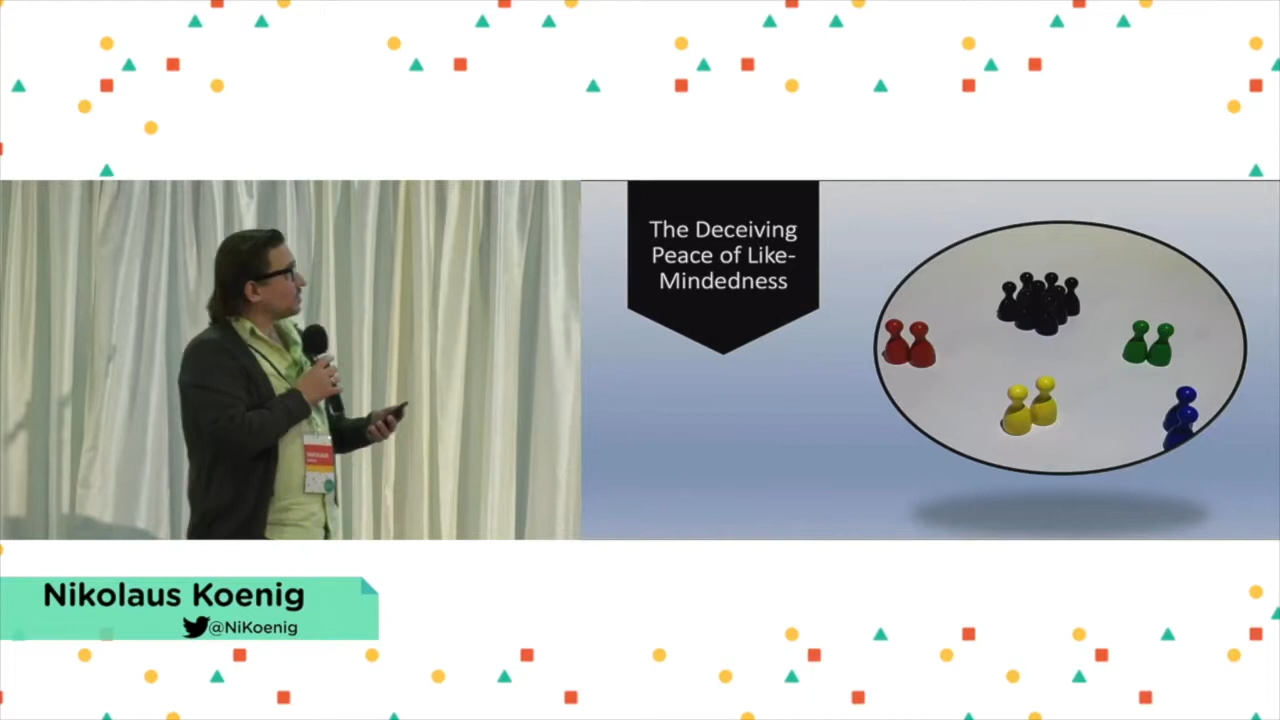 The Deceiving
Peace of Like-
Mindedness
Nikolaus Koenig
@NiKoenig